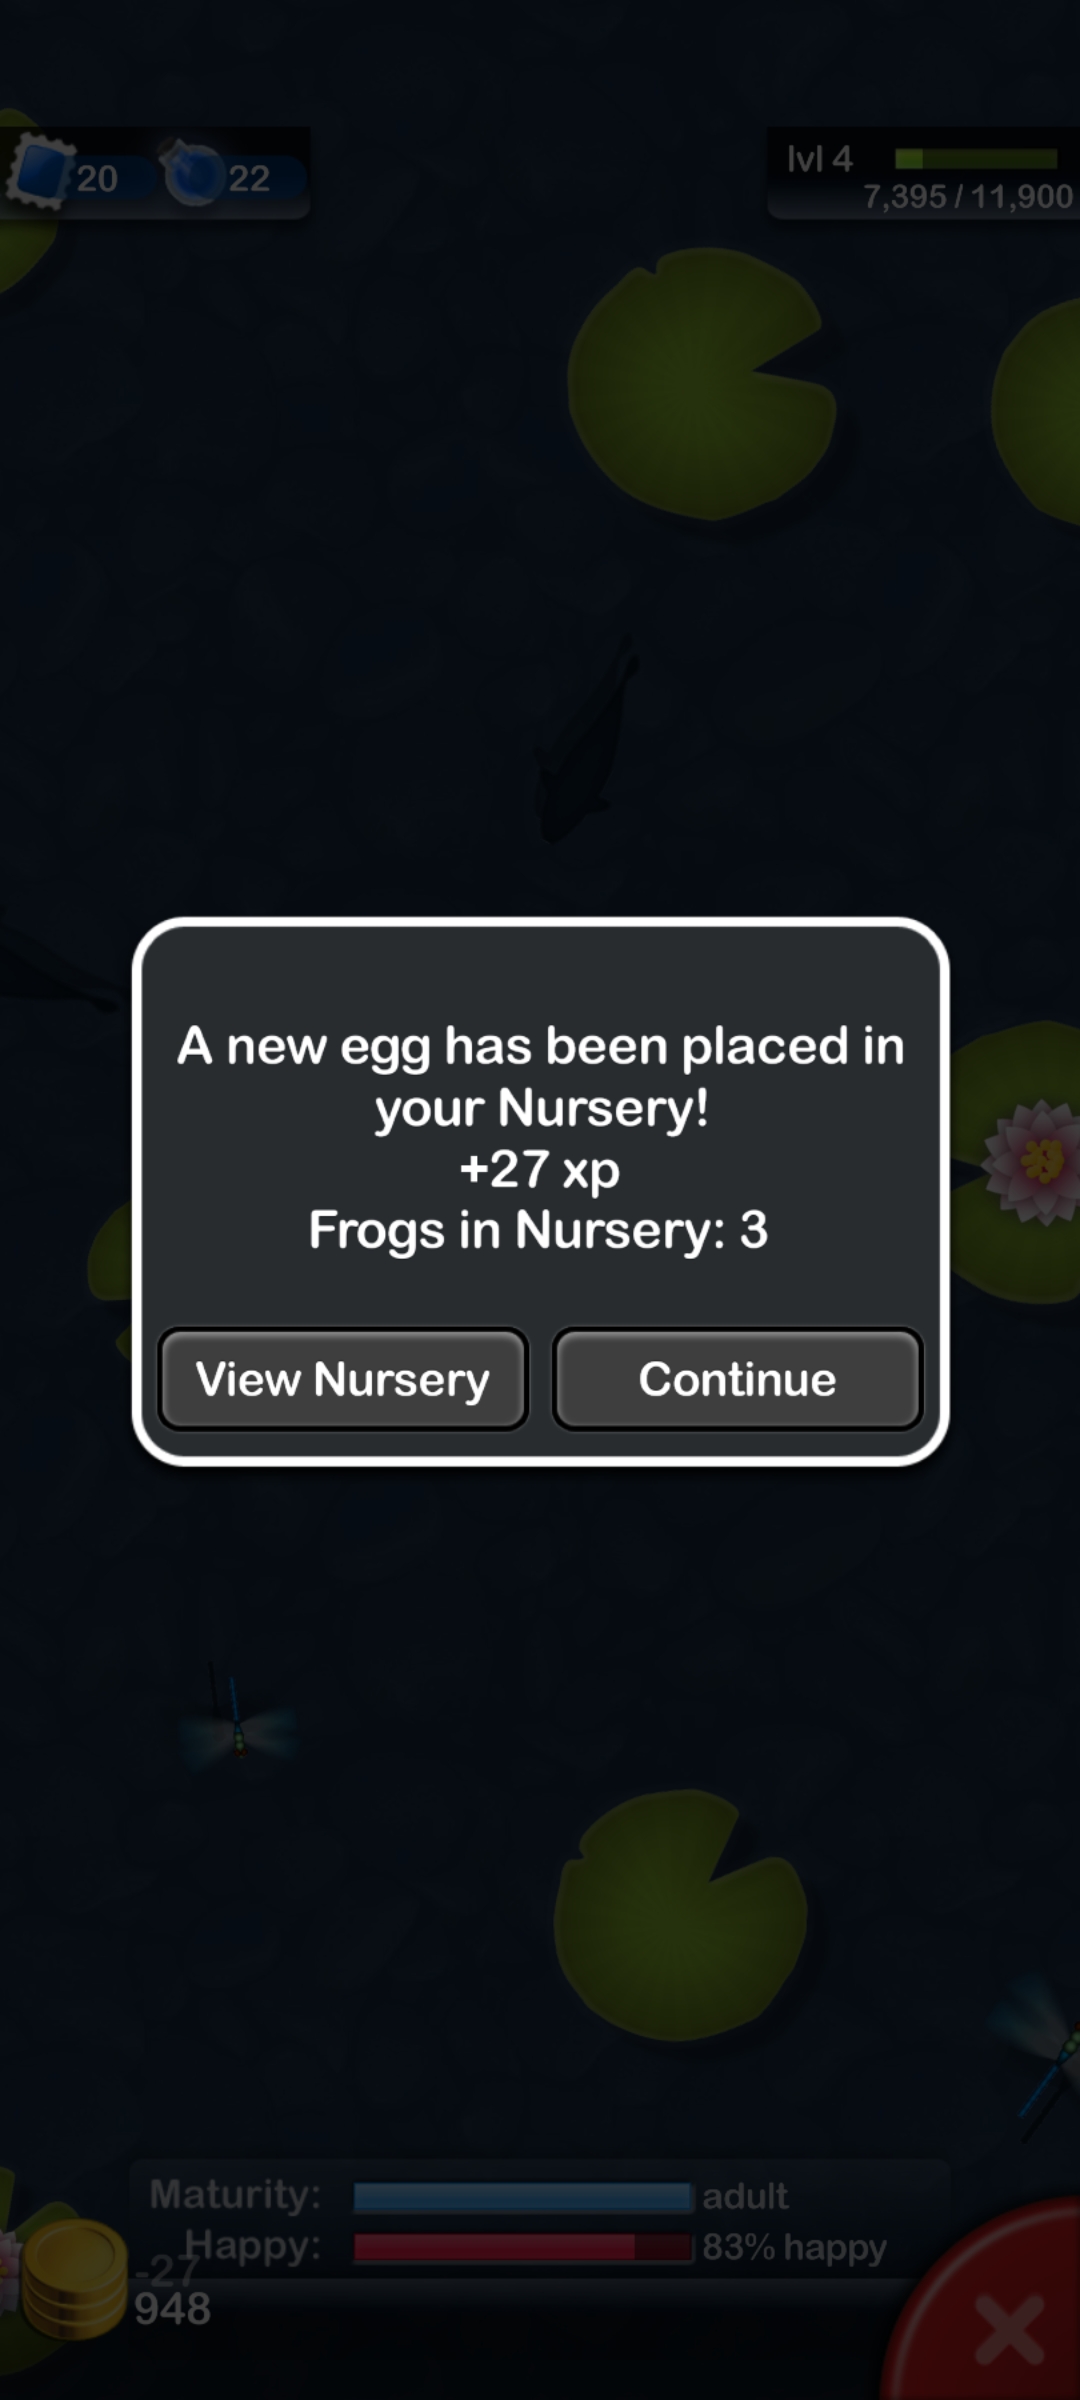 20
22
lvl 4
7,395 / 11,900
A new egg has been placed in
your Nursery!
+27 xp
Frogs in Nursery: 3
View Nursery
Continue
Maturity:
adult
Happy:
83% happy
-27
948